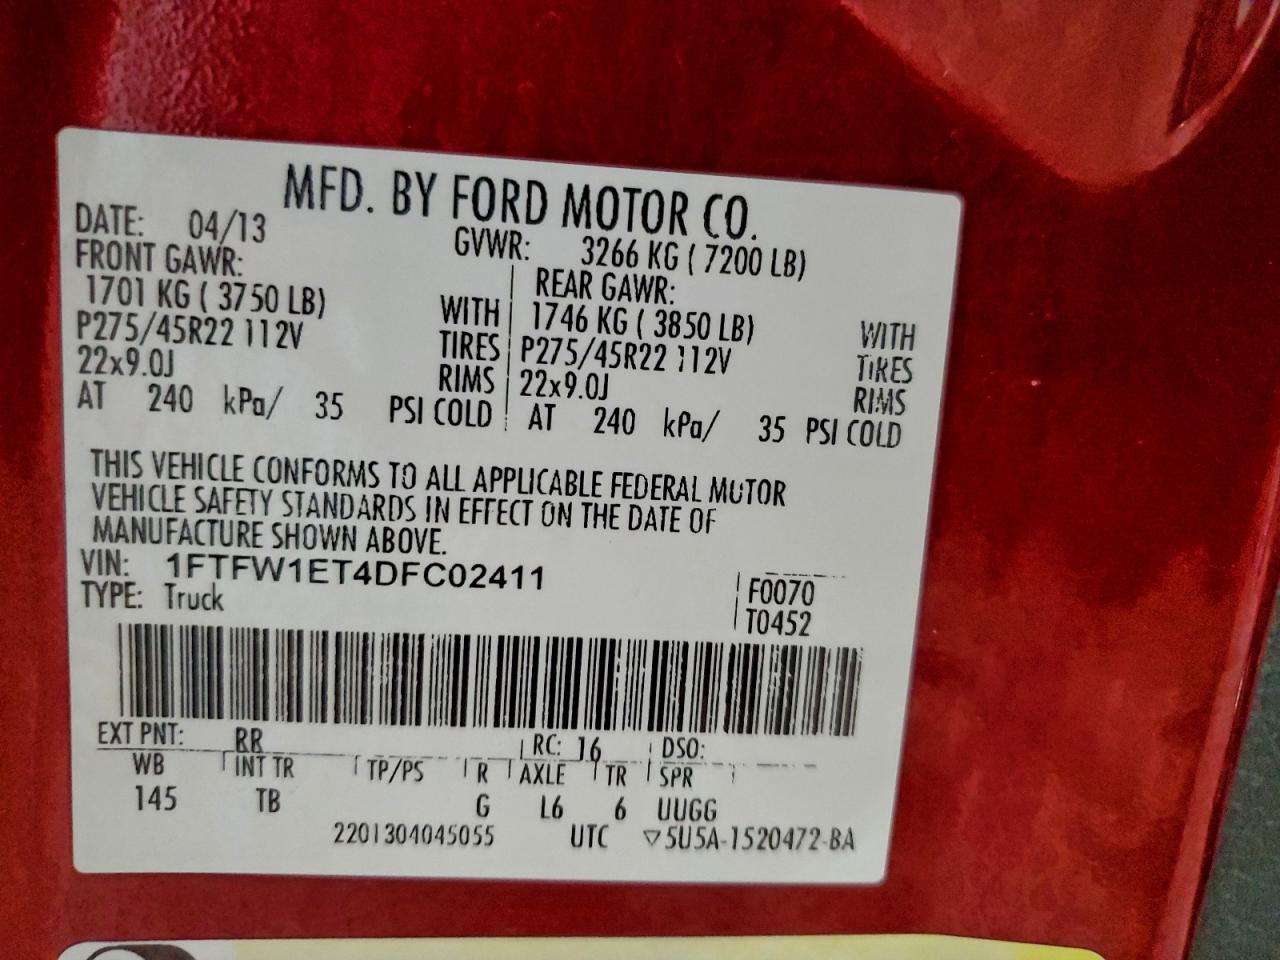 MFD. BY FORD MOTOR CO.
DATE: 04/13 GVWR: 3266 KG ( 7200 LB)
FRONT GAWR: REAR GAWR:
1701 KG ( 3750 LB) WITH 1746 KG ( 3850 LB) WITH
P275/45R22 112V TIRES P275/45R22 112V TIRES
22x9.0J RIMS 22x9.0J RIMS
AT 240 kPa/ 35 PSI COLD AT 240 kPa/ 35 PSI COLD
THIS VEHICLE CONFORMS TO ALL APPLICABLE FEDERAL MOTOR
VEHICLE SAFETY STANDARDS IN EFFECT ON THE DATE OF
MANUFACTURE SHOWN ABOVE.
VIN: 1FTFW1ET4DFC02411 F0070
TYPE: Truck T0452
EXT PNT: RR RC: 16 DSO:
WB INT TR TP/PS R AXLE TR SPR
145 TB G L6 6 UUGG
2201304045055 UTC ▽5U5A-1520472-BA